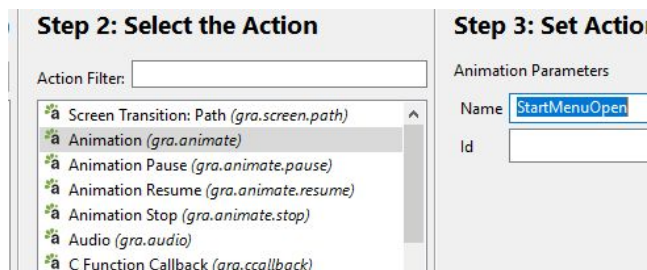 Step 2: Select the Action
Action Filter:
Screen Transition: Path (gra.screen.path)
Animation (gra.animate)
Animation Pause (gra.animate.pause)
Animation Resume (gra.animate.resume)
Animation Stop (gra.animate.stop)
Audio (gra.audio)
C Function Callback (gra.ccallback)
Step 3: Set Action
Animation Parameters
Name StartMenuOpen
Id